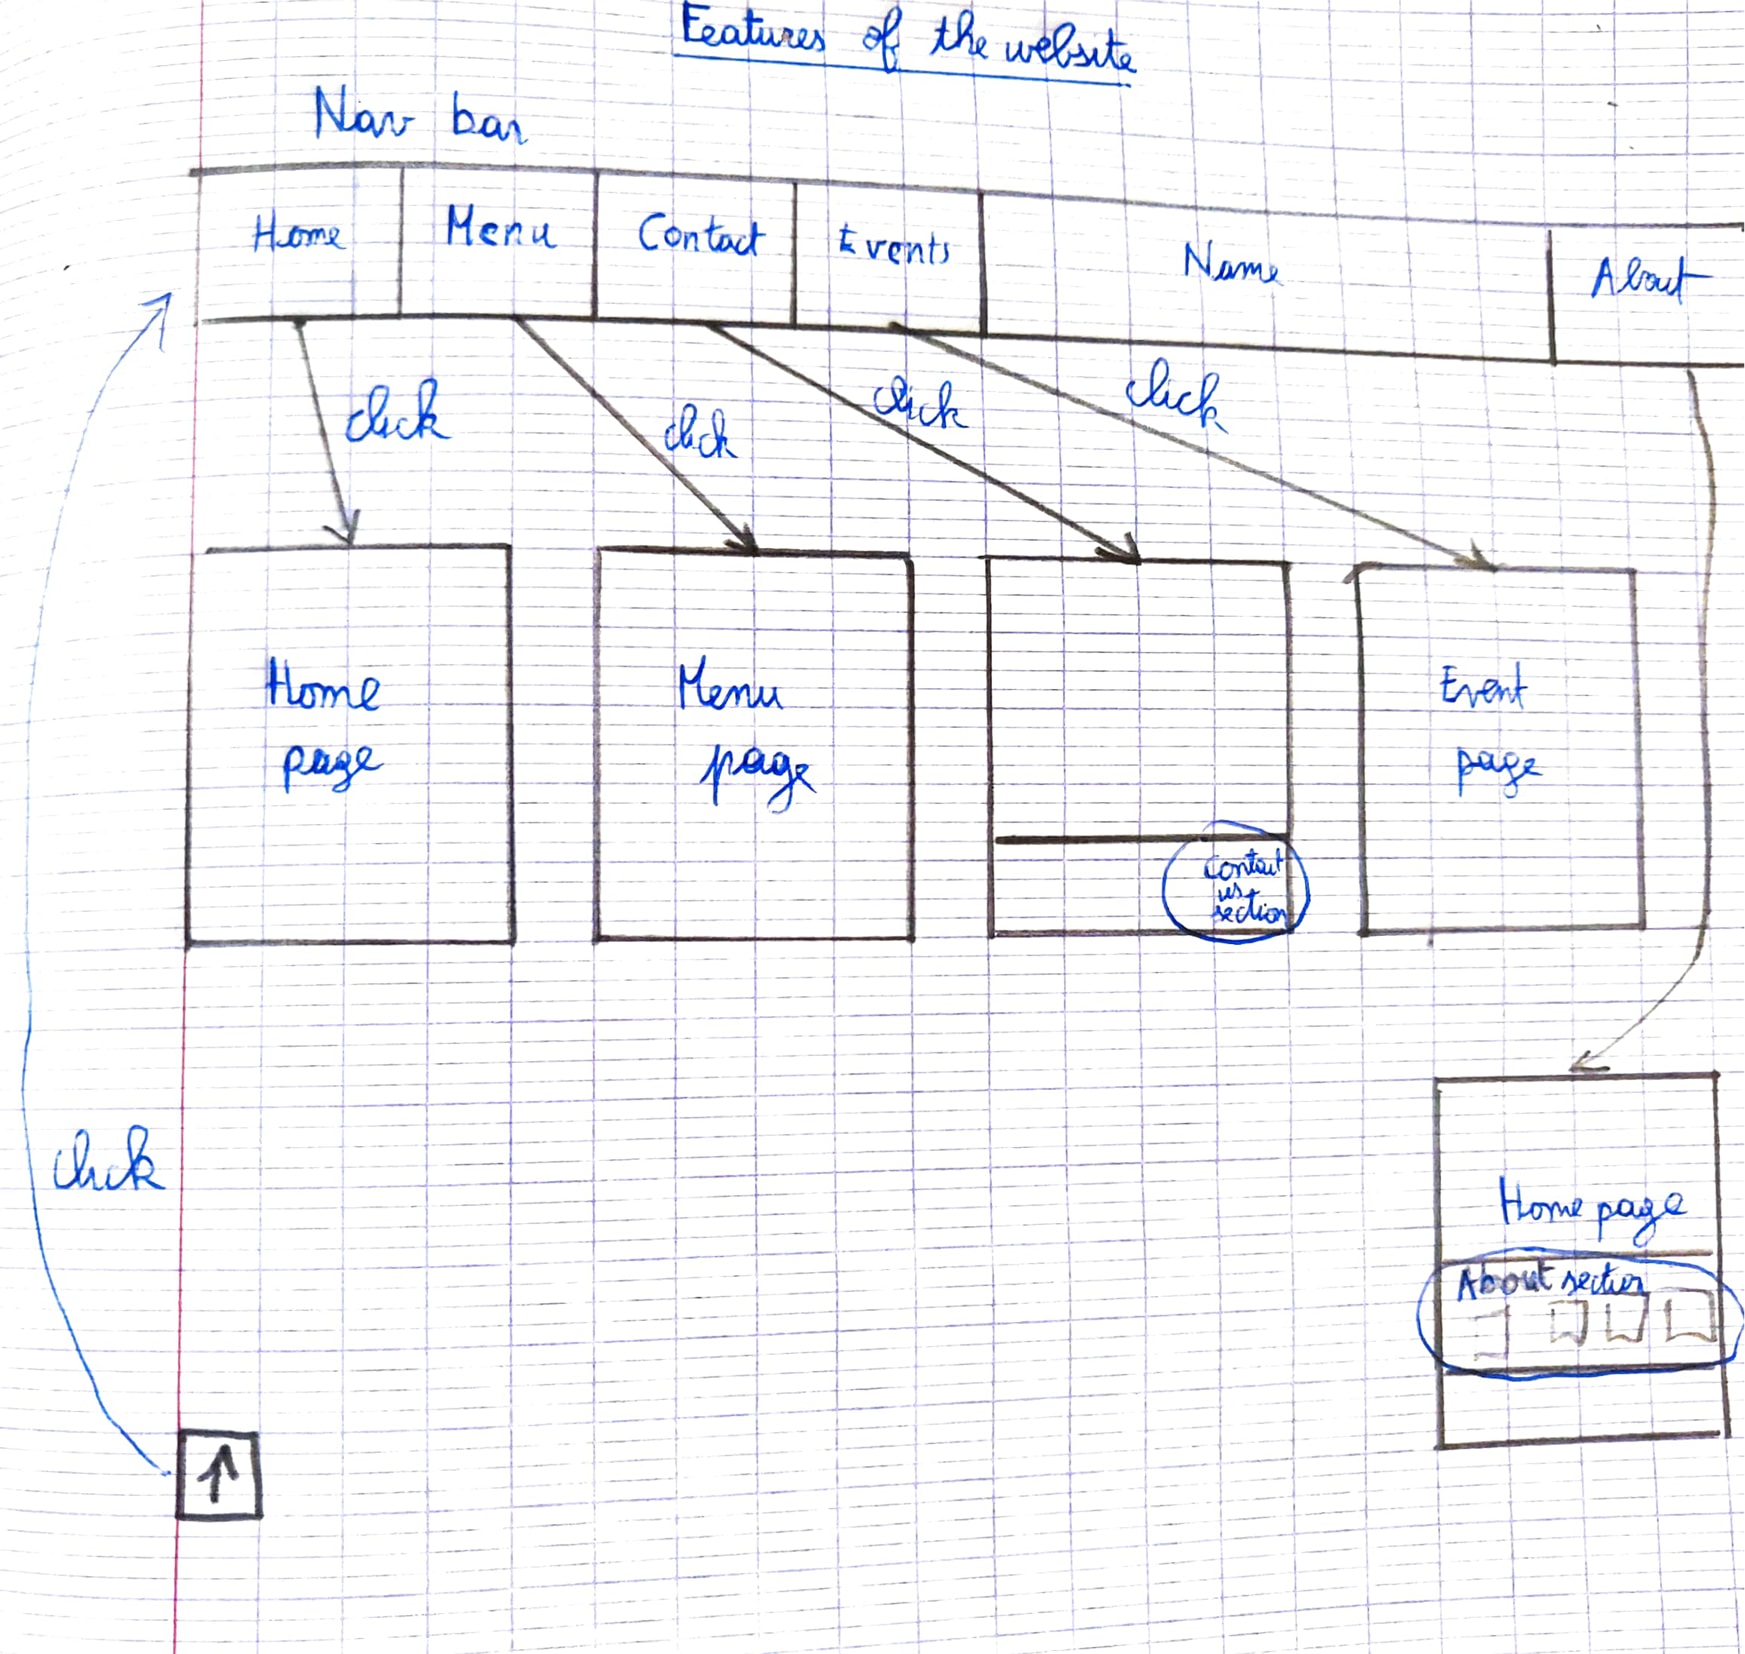 Features of the website
Nav bar
Home Menu Contact Events Name About
click click click click
Home
page
Menu
page
Contact
us
section
Event
page
click
Home page
About section